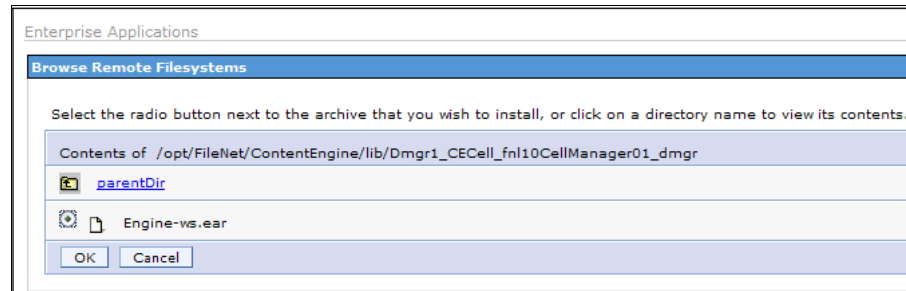 Enterprise Applications
Browse Remote Filesystems
Select the radio button next to the archive that you wish to install, or click on a directory name to view its contents.
Contents of /opt/FileNet/ContentEngine/lib/Dmgr1_CECell_fnl10CellManager01_dmgr
parentDir
Engine-ws.ear
OK Cancel